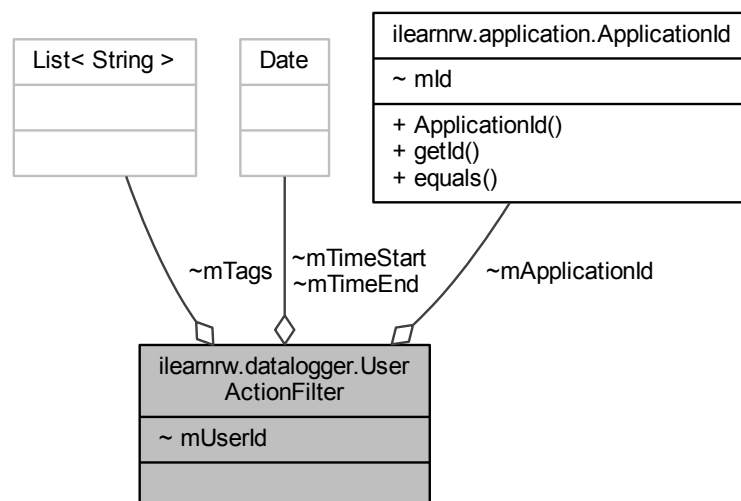 List< String >
Date
ilearnrw.application.ApplicationId
~ mId
+ ApplicationId()
+ getId()
+ equals()
~mTags
~mTimeStart
~mTimeEnd
~mApplicationId
ilearnrw.datalogger.User
ActionFilter
~ mUserId